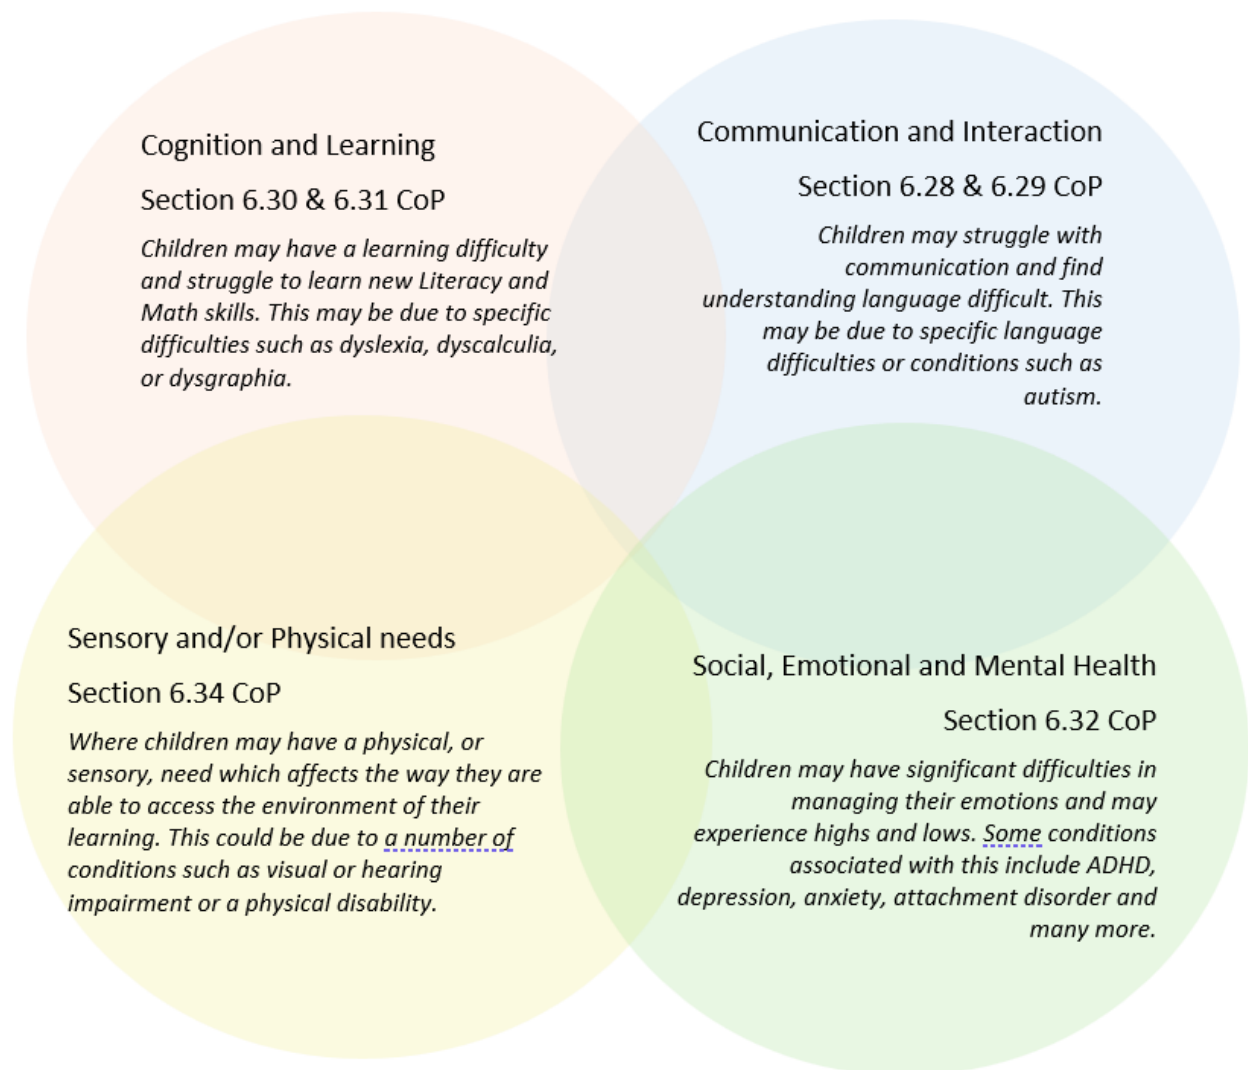 Cognition and Learning
Section 6.30 & 6.31 CoP
Children may have a learning difficulty
and struggle to learn new Literacy and
Math skills. This may be due to specific
difficulties such as dyslexia, dyscalculia,
or dysgraphia.
Communication and Interaction
Section 6.28 & 6.29 CoP
Children may struggle with
communication and find
understanding language difficult. This
may be due to specific language
difficulties or conditions such as
autism.
Sensory and/or Physical needs
Section 6.34 CoP
Where children may have a physical, or
sensory, need which affects the way they are
able to access the environment of their
learning. This could be due to a number of
conditions such as visual or hearing
impairment or a physical disability.
Social, Emotional and Mental Health
Section 6.32 CoP
Children may have significant difficulties in
managing their emotions and may
experience highs and lows. Some conditions
associated with this include ADHD,
depression, anxiety, attachment disorder and
many more.